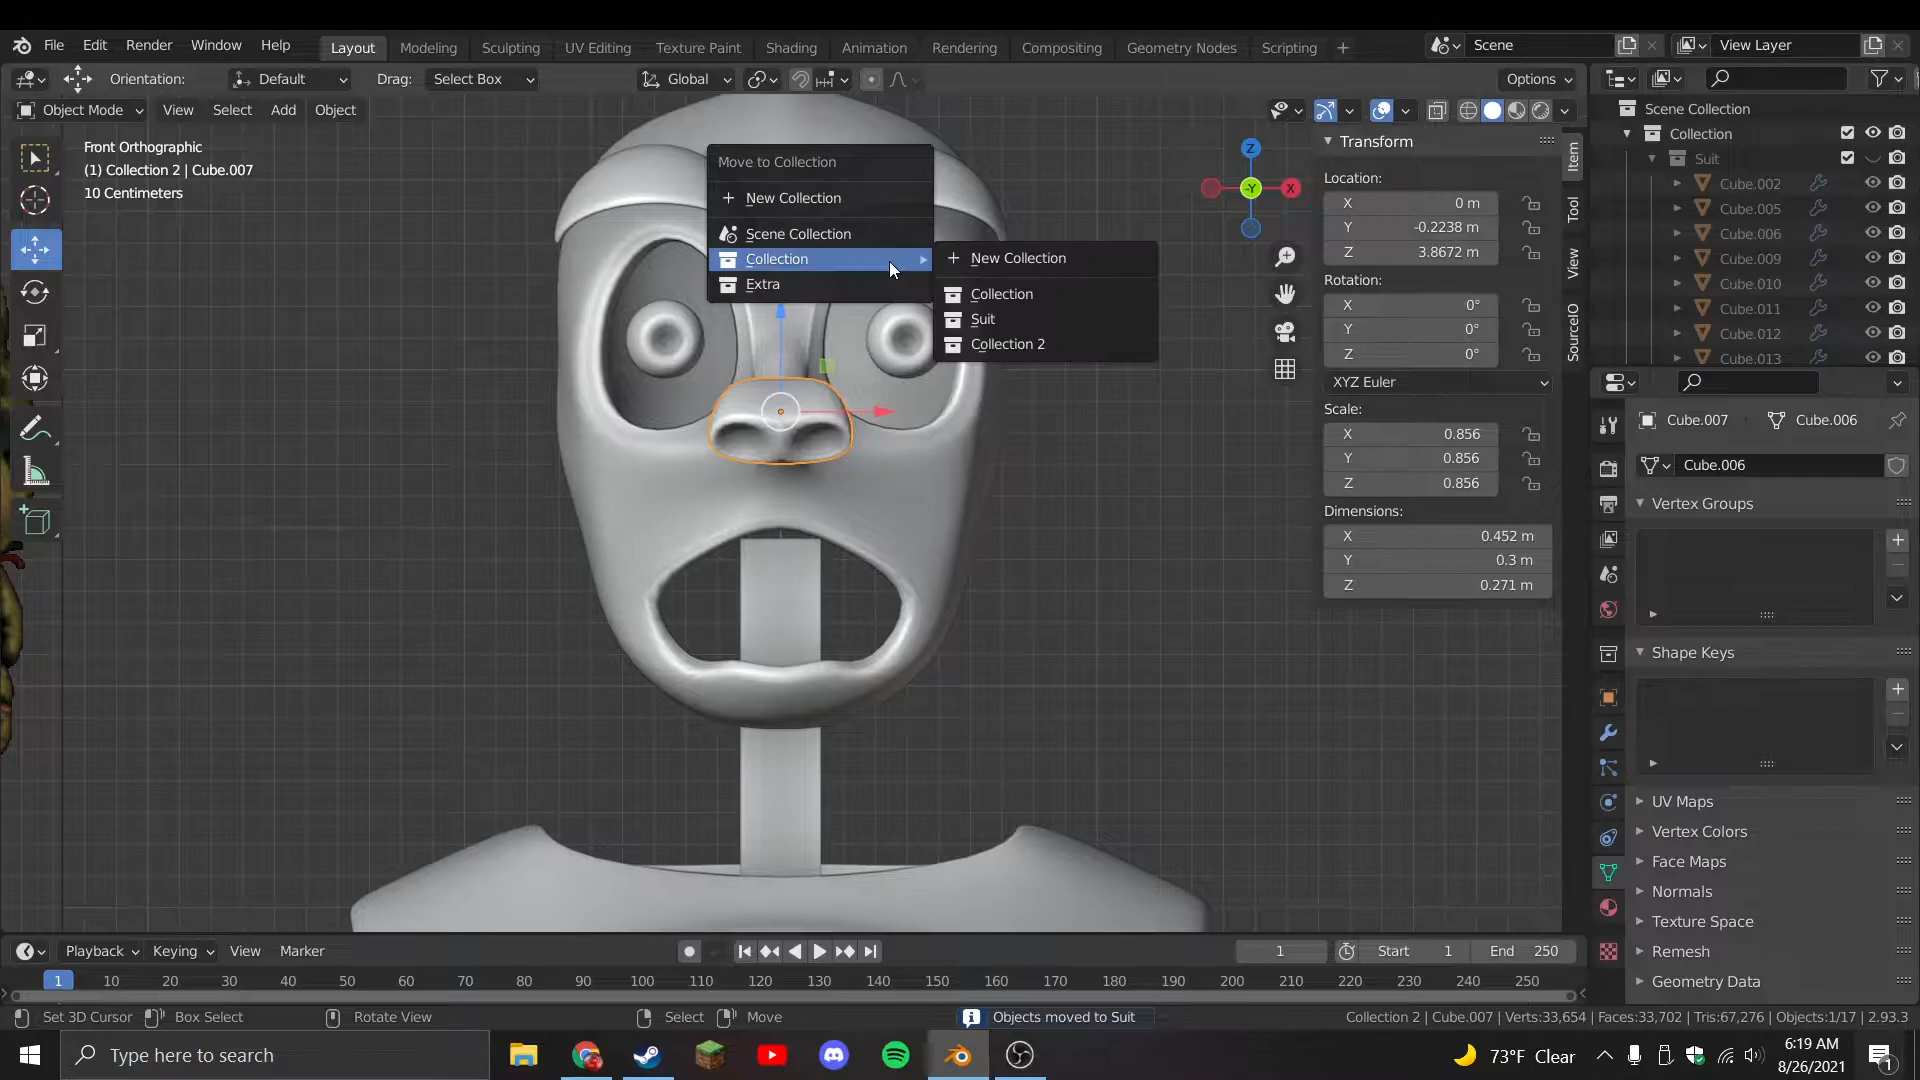 File Edit Render Window Help Layout Modeling Sculpting UV Editing Texture Paint Shading Animation Rendering Compositing Geometry Nodes Scripting + Scene View Layer
Orientation: Default Drag: Select Box Global Options
Object Mode View Select Add Object
Front Orthographic
(1) Collection 2 | Cube.007
10 Centimeters
Move to Collection
New Collection
Scene Collection
Collection
Extra
New Collection
Collection
Suit
Collection 2
Z
-Y
X
Transform
Location:
X 0 m
Y -0.2238 m
Z 3.8672 m
Rotation:
X 0°
Y 0°
Z 0°
XYZ Euler
Scale:
X 0.856
Y 0.856
Z 0.856
Dimensions:
X 0.452 m
Y 0.3 m
Z 0.271 m
Item
Tool
View
SourceIO
Scene Collection
Collection
Suit
Cube.002
Cube.005
Cube.006
Cube.009
Cube.010
Cube.011
Cube.012
Cube.013
Cube.007 Cube.006
Cube.006
Vertex Groups
Shape Keys
UV Maps
Vertex Colors
Face Maps
Normals
Texture Space
Remesh
Geometry Data
Playback Keying View Marker 1 Start 1 End 250
1 10 20 30 40 50 60 70 80 90 100 110 120 130 140 150 160 170 180 190 200 210 220 230 240 250
Set 3D Cursor Box Select Rotate View Select Move Objects moved to Suit Collection 2 | Cube.007 | Verts:33,654 | Faces:33,702 | Tris:67,276 | Objects:1/17 | 2.93.3
Type here to search 73°F Clear 6:19 AM
8/26/2021
1